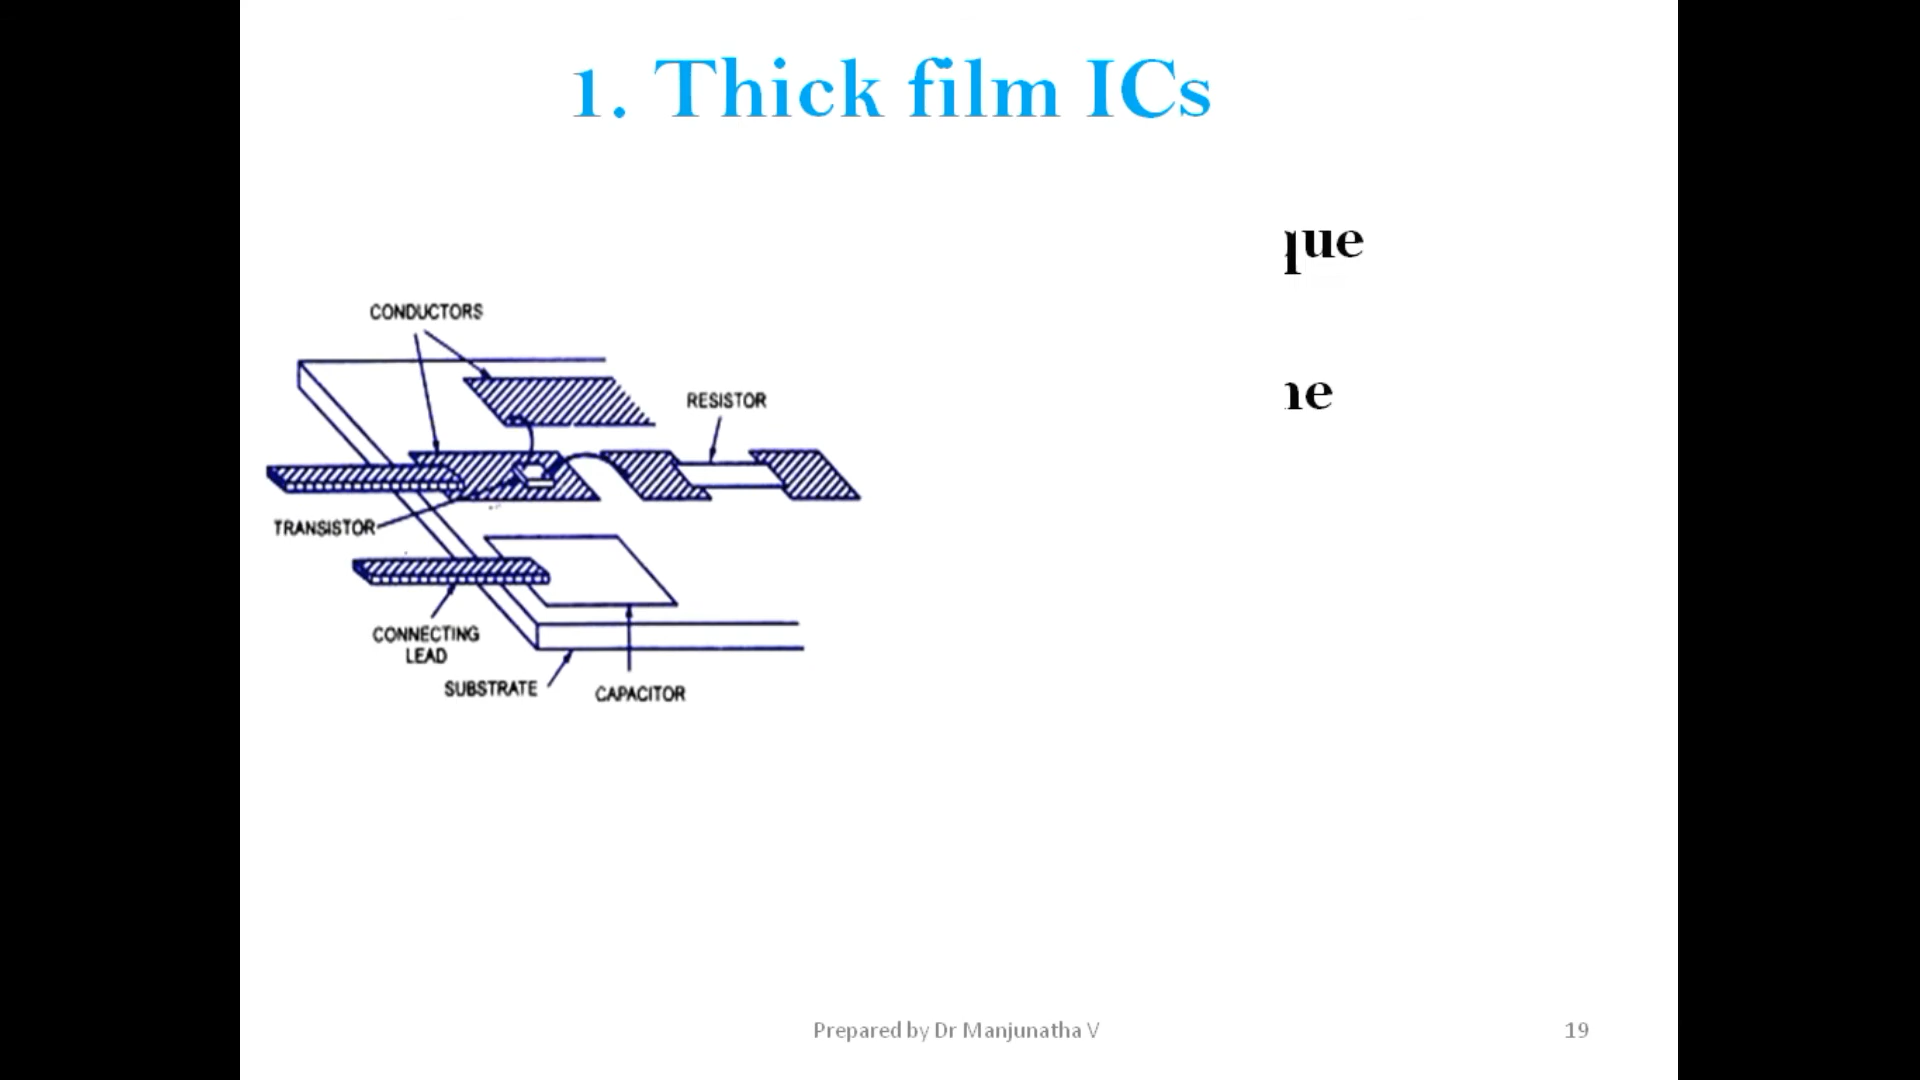 1. Thick film ICs
que
CONDUCTORS
ne
RESISTOR
TRANSISTOR
CONNECTING
LEAD
SUBSTRATE
CAPACITOR
Prepared by Dr Manjunatha V
19